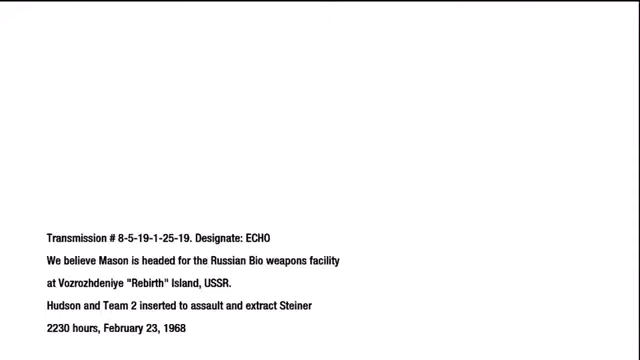 Transmission # 8-5-19-1-25-19. Designate: ECHO
We believe Mason is headed for the Russian Bio weapons facility
at Vozrozhdeniye "Rebirth" Island, USSR.
Hudson and Team 2 inserted to assault and extract Steiner
2230 hours, February 23, 1968